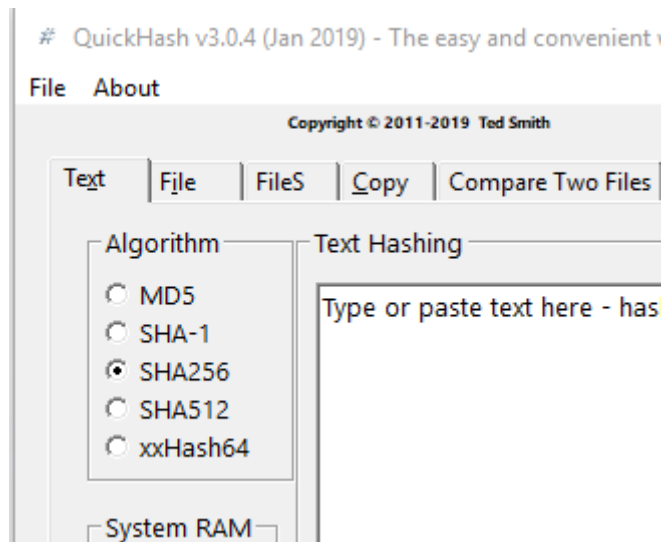 # QuickHash v3.0.4 (Jan 2019) - The easy and convenient
File About
Copyright © 2011-2019 Ted Smith
Text File FileS Copy Compare Two Files
Algorithm
MD5
SHA-1
SHA256
SHA512
xxHash64
Text Hashing
Type or paste text here - has
System RAM